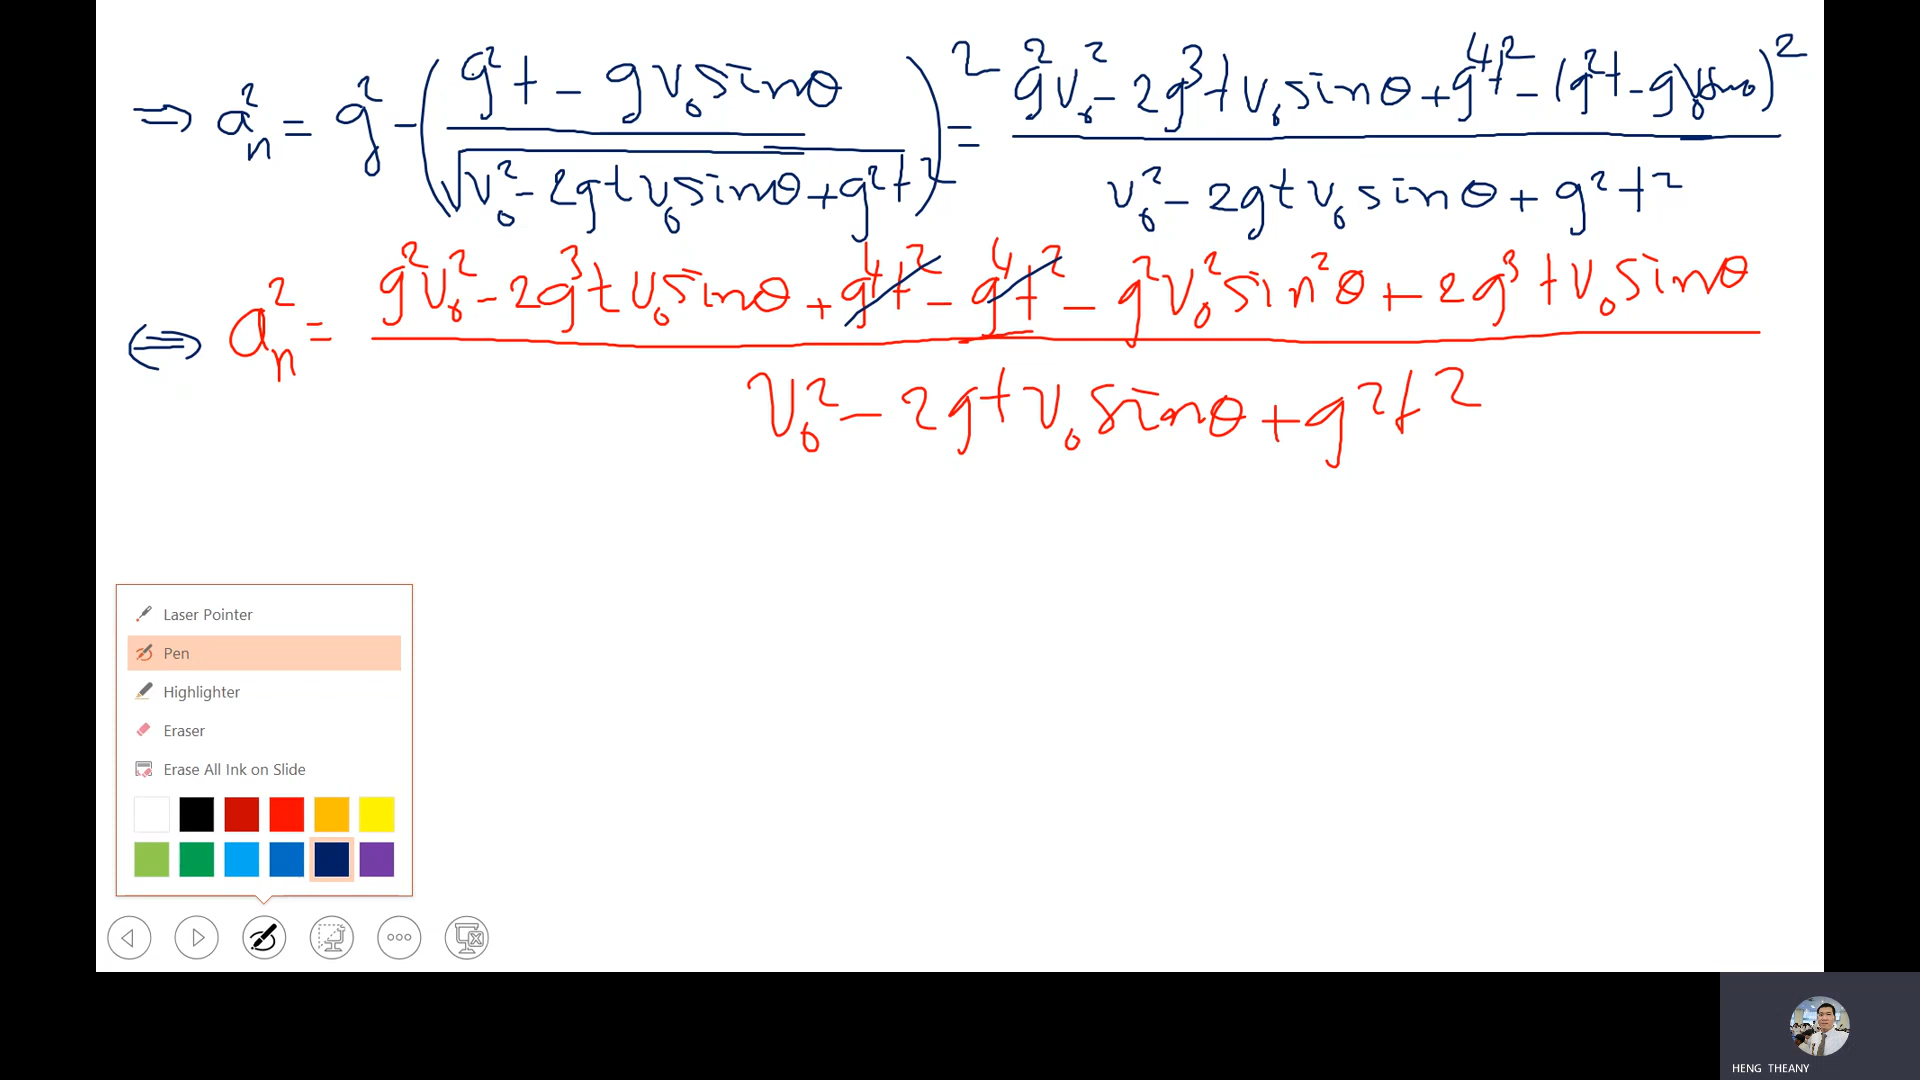 ⇒ aₙ² = g² − ( (g²t − gv₀sinθ) / √(v₀² − 2gtv₀sinθ + g²t²) )² = (g²v₀² − 2g³tv₀sinθ + g⁴t² − (g²t − gv₀sinθ)²) / (v₀² − 2gtv₀sinθ + g²t²)
⇔ aₙ² = (g²v₀² − 2g³tv₀sinθ + g⁴t² − g⁴t² − g²v₀²sin²θ + 2g³tv₀sinθ) / (v₀² − 2gtv₀sinθ + g²t²)
Laser Pointer
Pen
Highlighter
Eraser
Erase All Ink on Slide
HENG THEANY